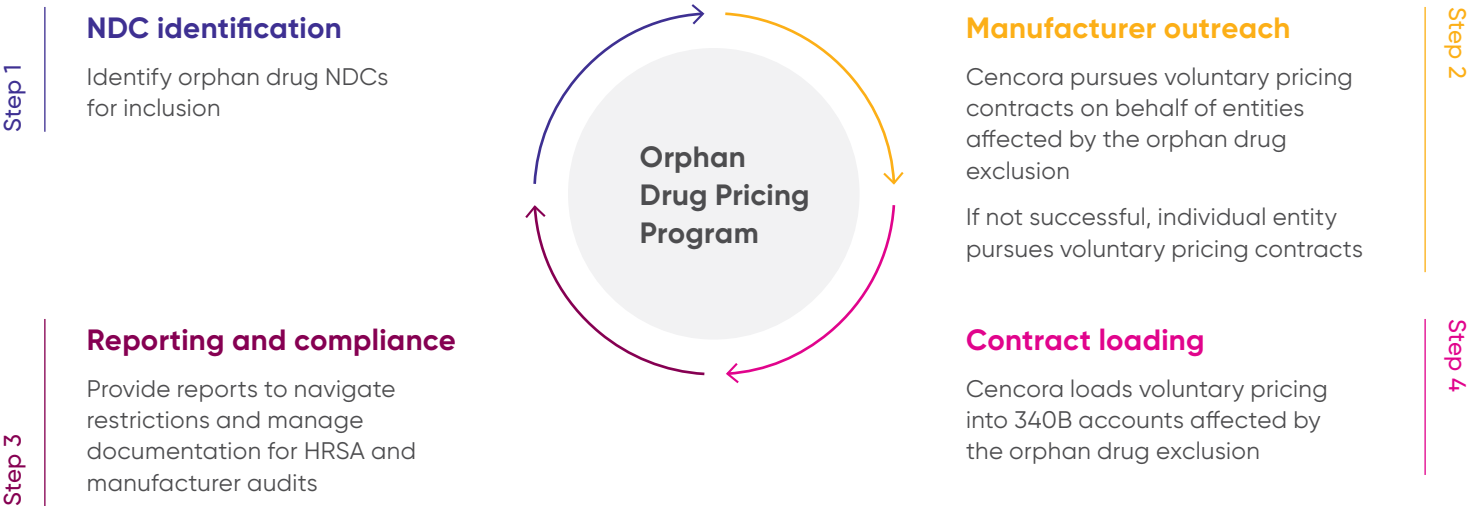 Step 1
NDC identification
Identify orphan drug NDCs
for inclusion
Orphan
Drug Pricing
Program
Step 2
Manufacturer outreach
Cencora pursues voluntary pricing
contracts on behalf of entities
affected by the orphan drug
exclusion
If not successful, individual entity
pursues voluntary pricing contracts
Step 3
Reporting and compliance
Provide reports to navigate
restrictions and manage
documentation for HRSA and
manufacturer audits
Step 4
Contract loading
Cencora loads voluntary pricing
into 340B accounts affected by
the orphan drug exclusion